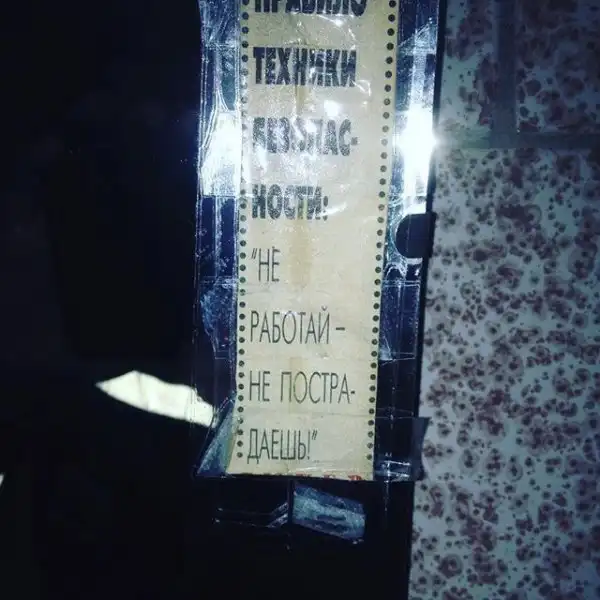 ПРАВИЛО
ТЕХНИКИ
БЕЗОПАС-
НОСТИ:
"НЕ
РАБОТАЙ –
НЕ ПОСТРА-
ДАЕШЬ!"